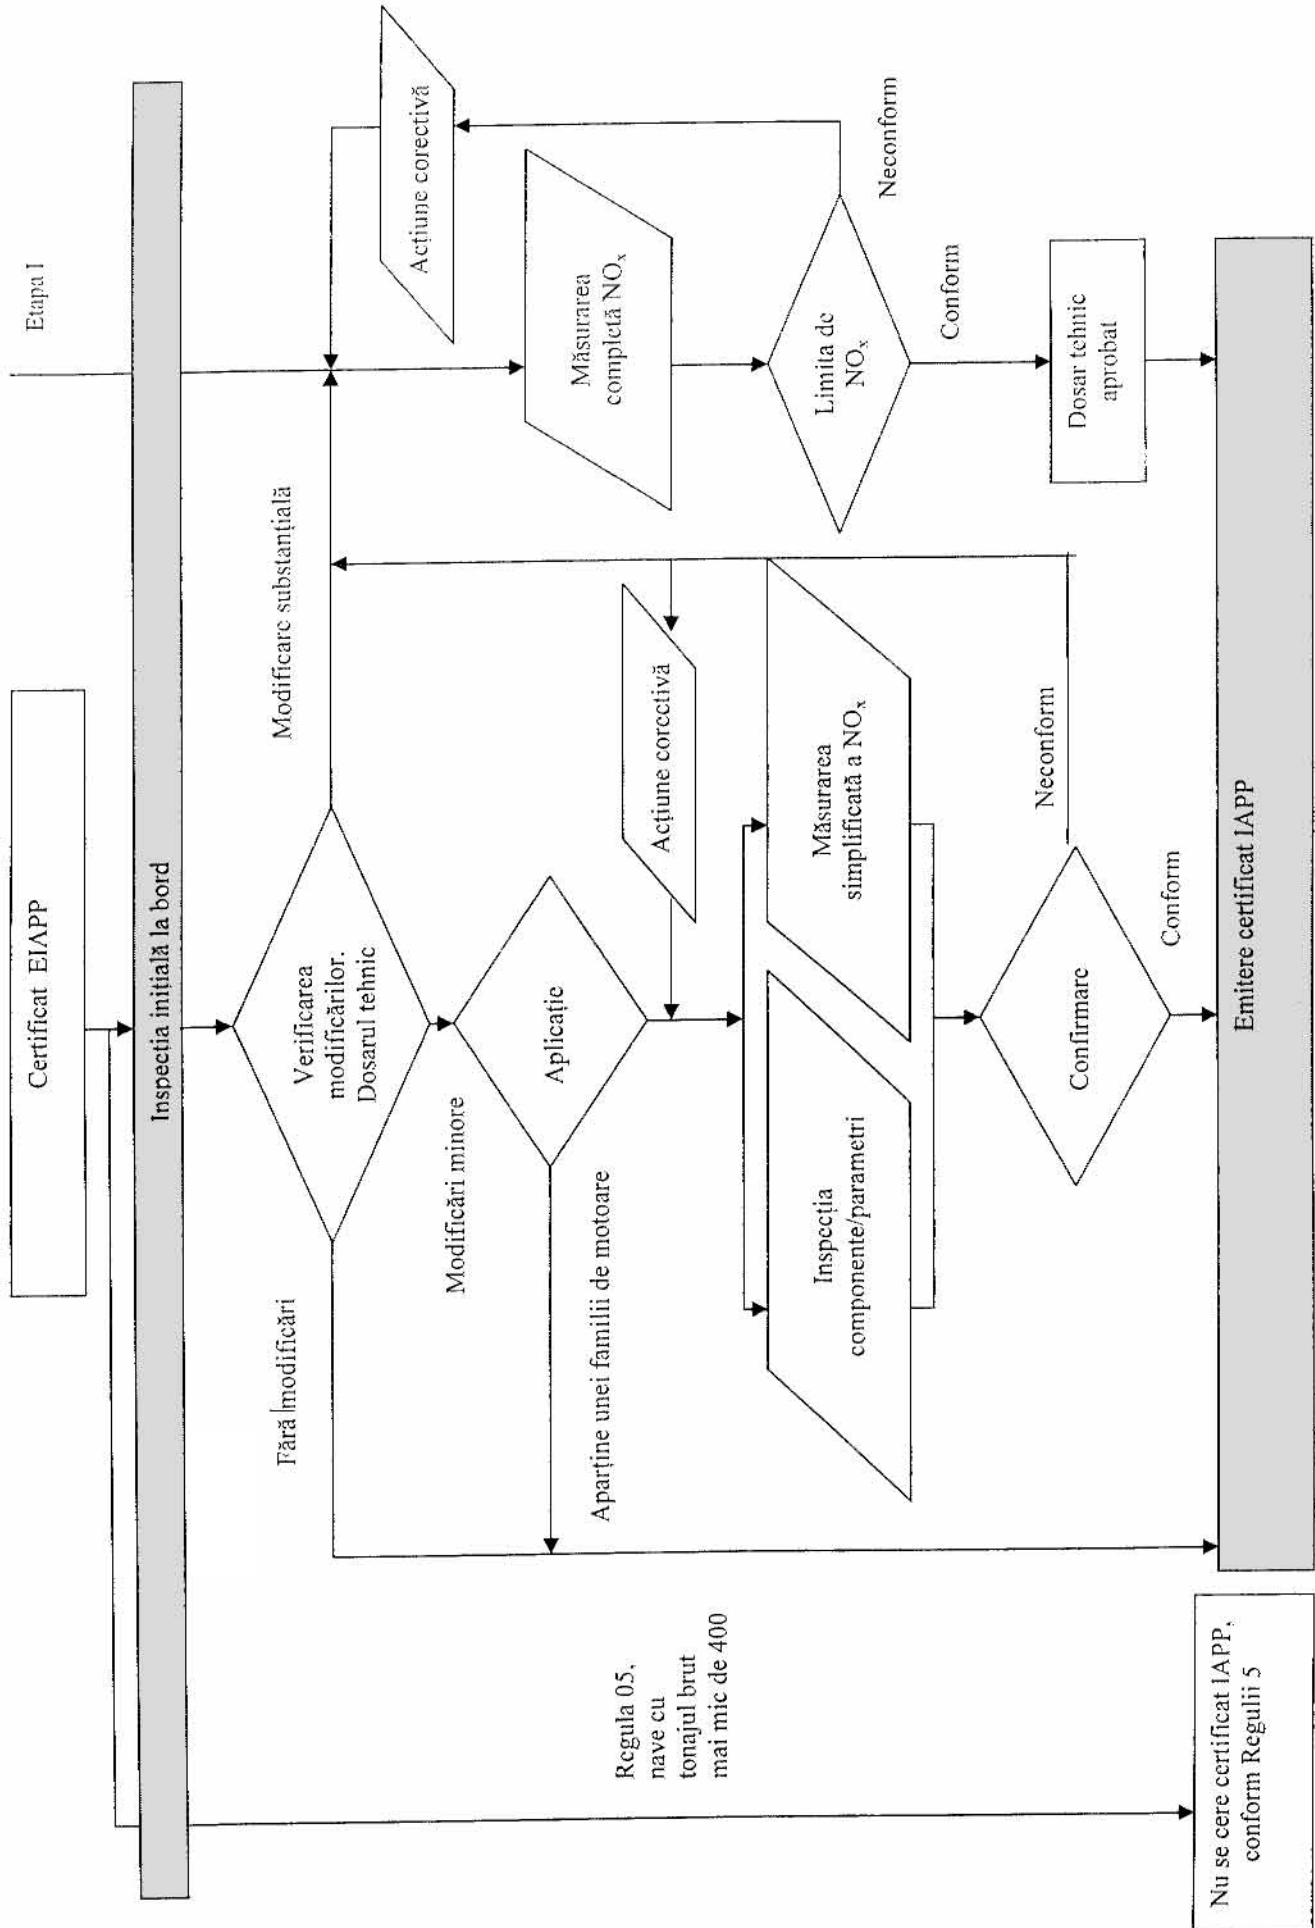 Certificat EIAPP
Etapa I
Inspecția inițială la bord
Fără modificări
Verificarea
modificărilor.
Dosarul tehnic
Modificare substanțială
Acțiune corectivă
Modificări minore
Aplicație
Aparține unei familii de motoare
Măsurarea
completă NOx
Acțiune corectivă
Regula 05,
nave cu
tonajul brut
mai mic de 400
Inspecția
componente/parametri
Măsurarea
simplificată a NOx
Limita de
NOx
Neconform
Conform
Confirmare
Neconform
Dosar tehnic
aprobat
Conform
Nu se cere certificat IAPP,
conform Regulii 5
Emitere certificat IAPP